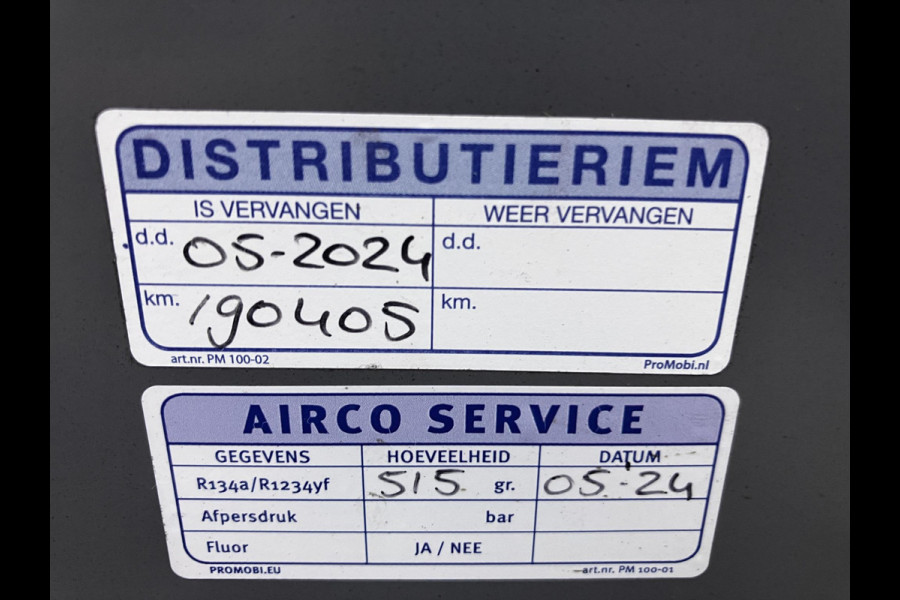 DISTRIBUTIERIEM
IS VERVANGEN WEER VERVANGEN
d.d. 05-2024 d.d.
km. 190405 km.
art.nr. PM 100-02 ProMobi.nl
AIRCO SERVICE
GEGEVENS HOEVEELHEID DATUM
R134a/R1234yf 515 gr. 05-24
Afpersdruk bar
Fluor JA / NEE
PROMOBI.EU art.nr. PM 100-01